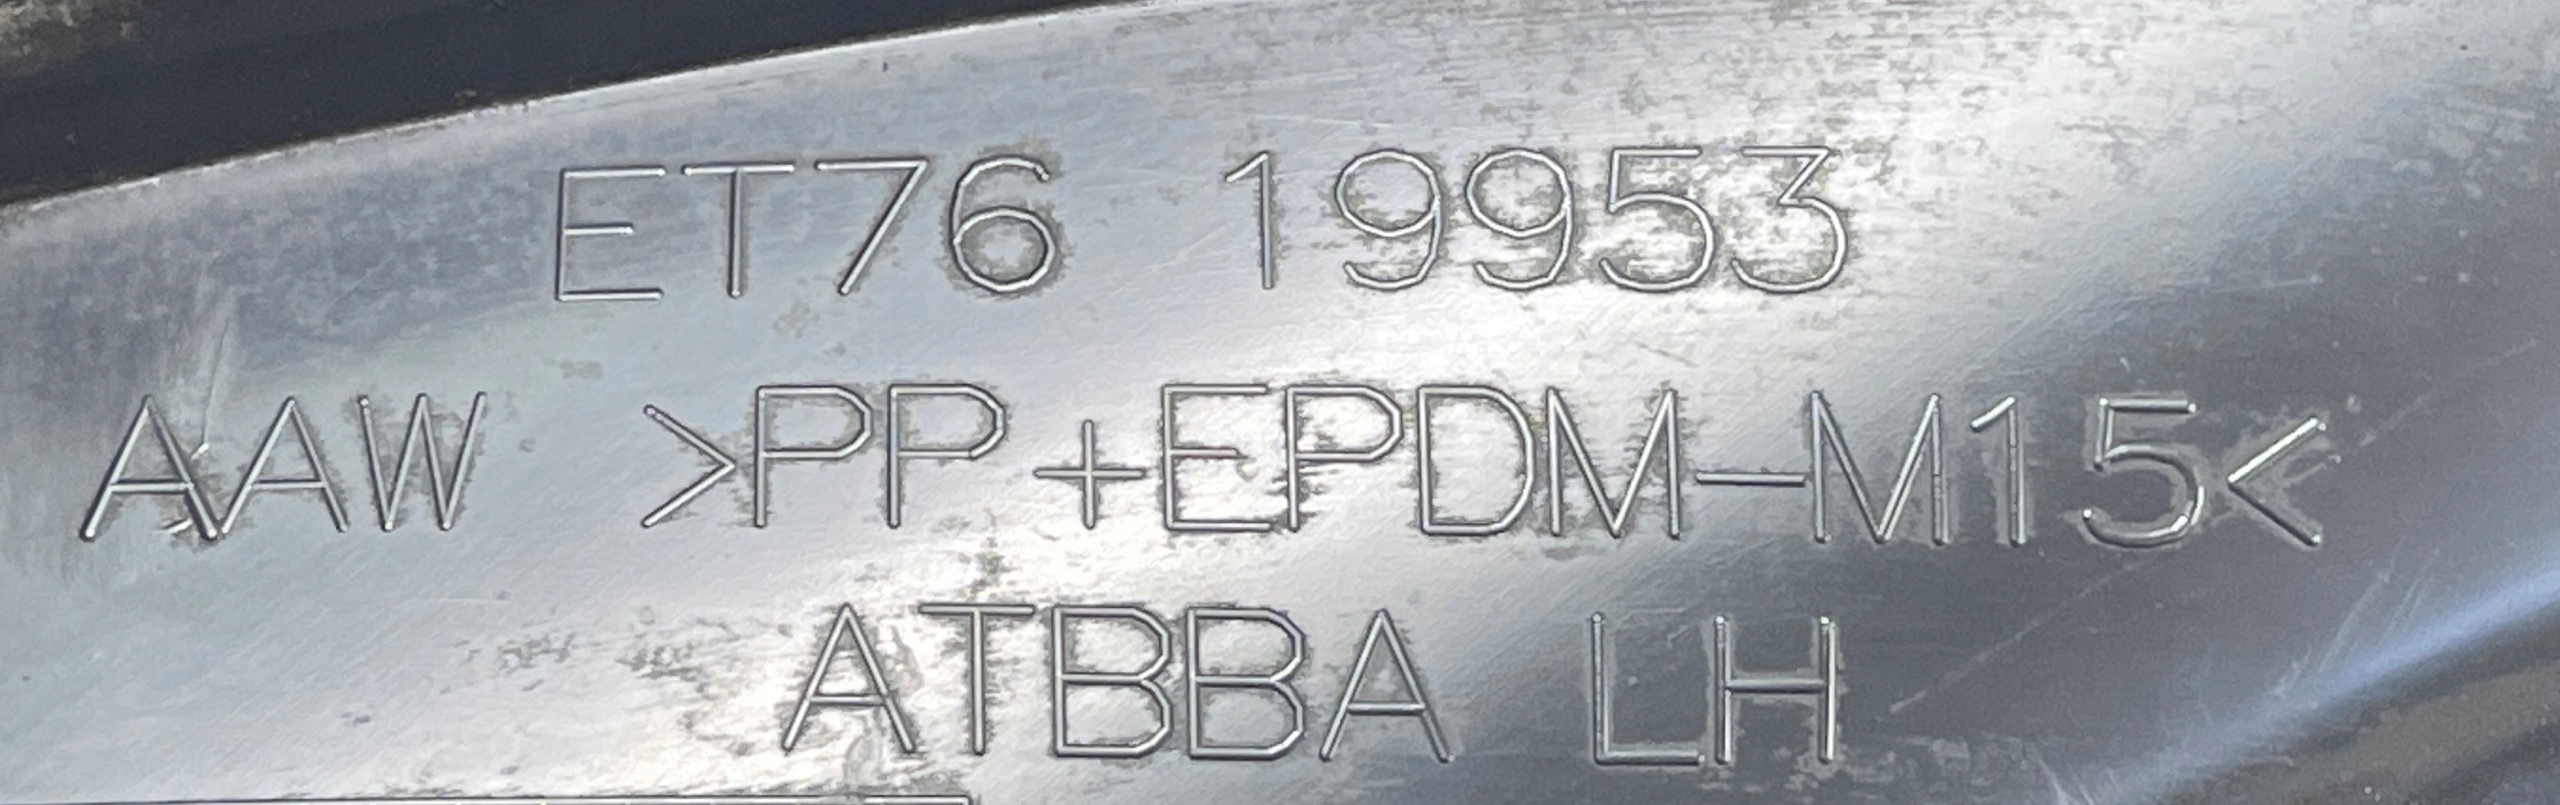 ET76 19953
AAW >PP+EPDM-M15<
ATBBA LH